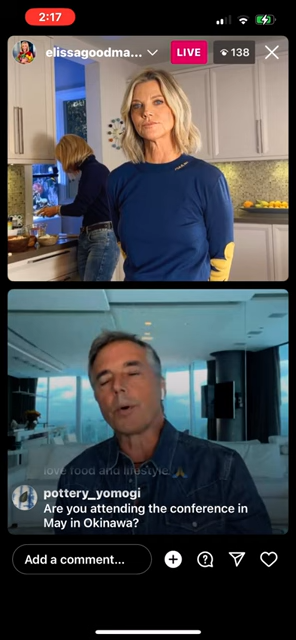 2:17
elissagoodma...
LIVE
138
love food and lifestyle.
pottery_yomogi
Are you attending the conference in
May in Okinawa?
Add a comment...